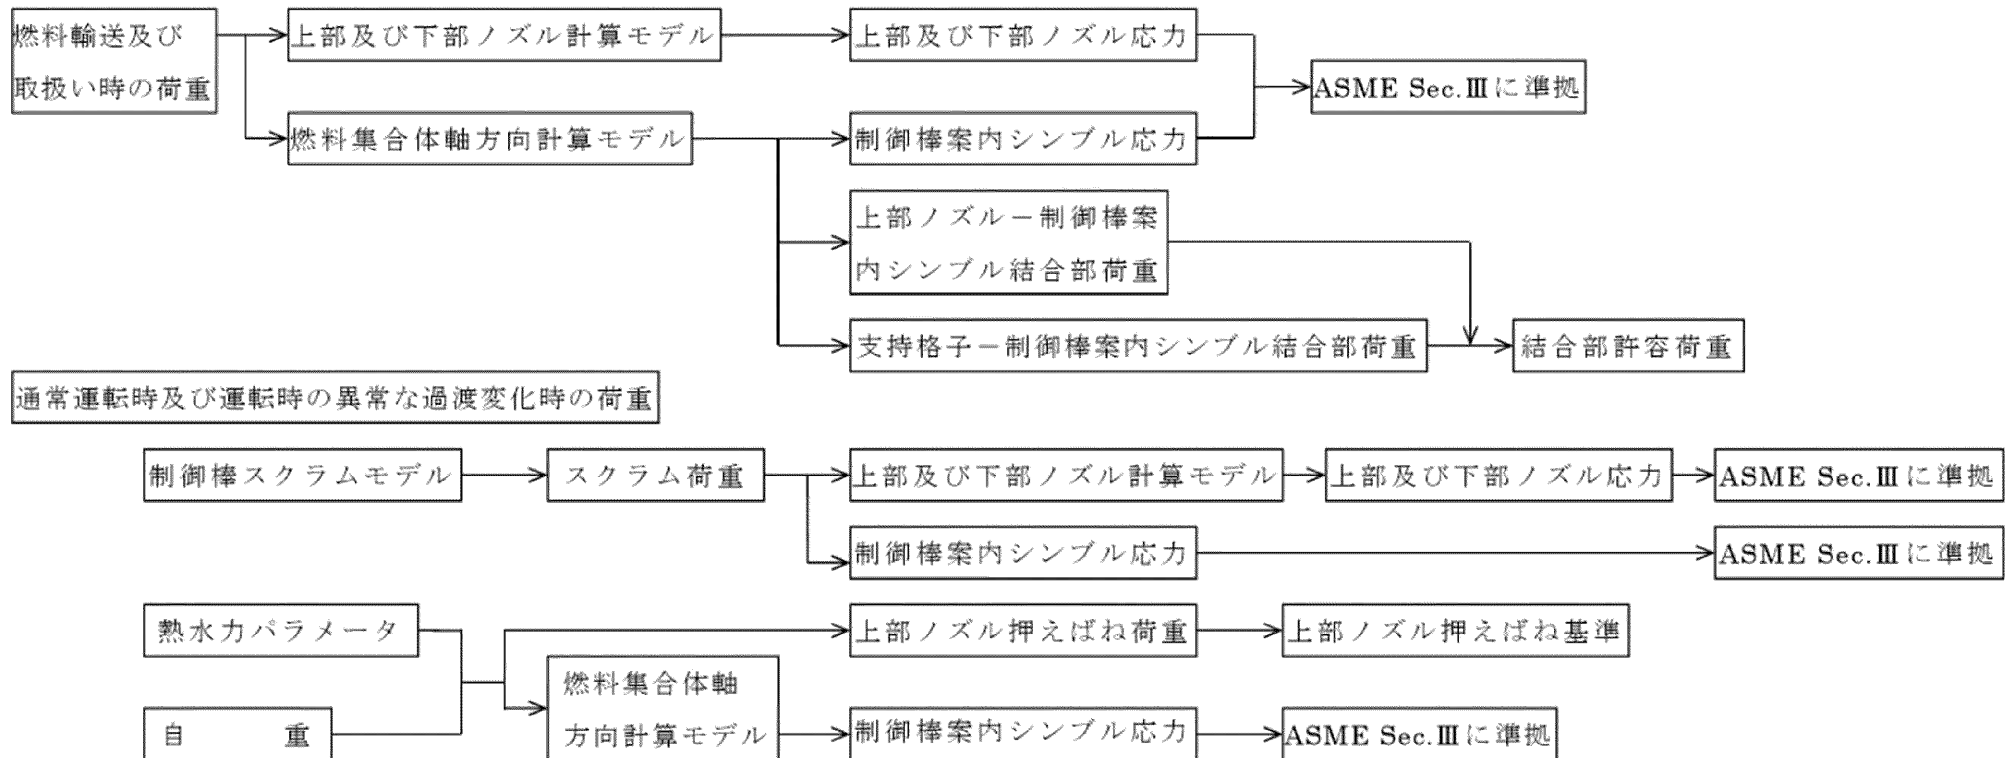 燃料輸送及び
取扱い時の荷重
上部及び下部ノズル計算モデル
上部及び下部ノズル応力
ASME Sec.Ⅲに準拠
燃料集合体軸方向計算モデル
制御棒案内シンブル応力
上部ノズル－制御棒案
内シンブル結合部荷重
支持格子－制御棒案内シンブル結合部荷重
結合部許容荷重
通常運転時及び運転時の異常な過渡変化時の荷重
制御棒スクラムモデル
スクラム荷重
上部及び下部ノズル計算モデル
上部及び下部ノズル応力
ASME Sec.Ⅲに準拠
制御棒案内シンブル応力
ASME Sec.Ⅲに準拠
熱水力パラメータ
上部ノズル押えばね荷重
上部ノズル押えばね基準
燃料集合体軸
方向計算モデル
自　　　重
制御棒案内シンブル応力
ASME Sec.Ⅲに準拠